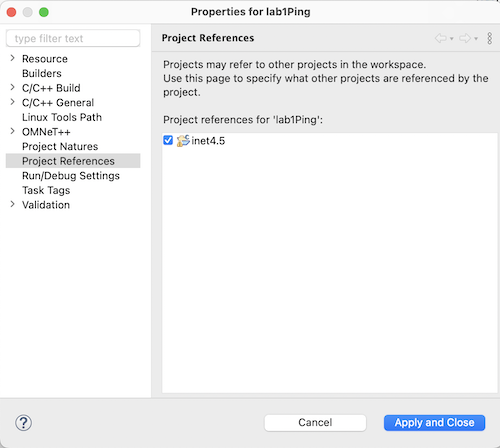 Properties for lab1Ping
type filter text
Resource
Builders
C/C++ Build
C/C++ General
Linux Tools Path
OMNeT++
Project Natures
Project References
Run/Debug Settings
Task Tags
Validation
Project References
Projects may refer to other projects in the workspace.
Use this page to specify what other projects are referenced by the
project.
Project references for 'lab1Ping':
inet4.5
?
Cancel
Apply and Close